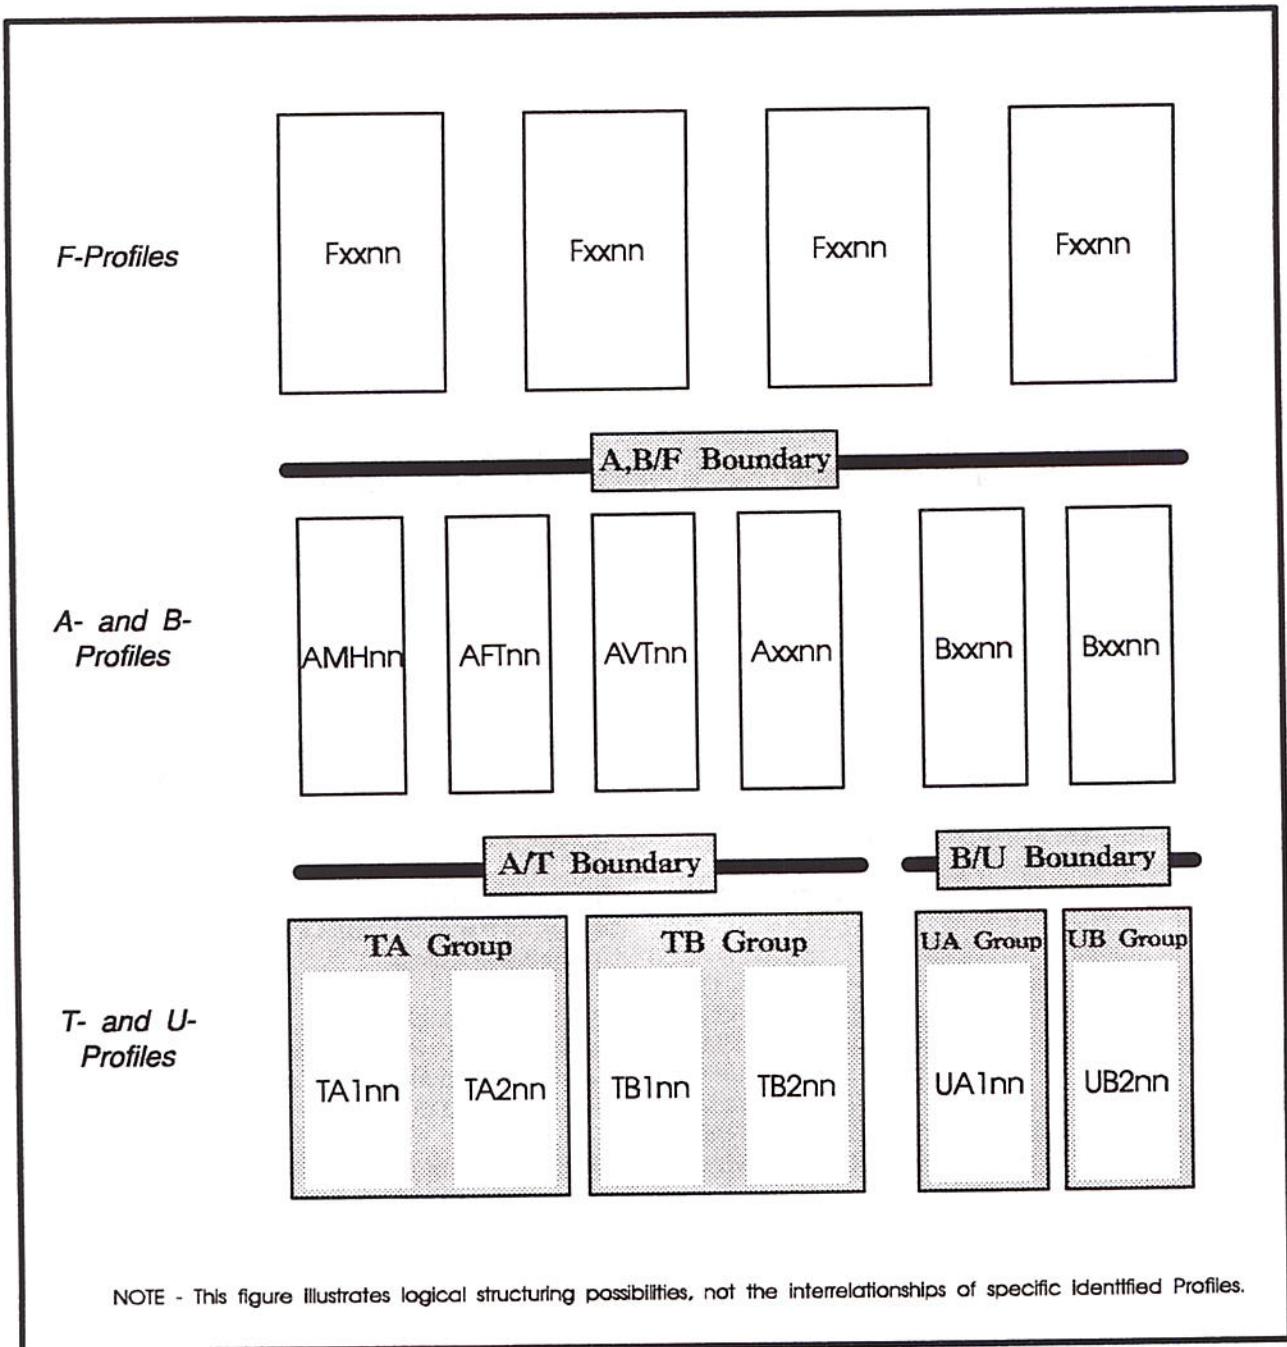 F-Profiles
Fxxnn
Fxxnn
Fxxnn
Fxxnn
A,B/F Boundary
A- and B-
Profiles
AMHnn
AFTnn
AVTnn
Axxnn
Bxxnn
Bxxnn
A/T Boundary
B/U Boundary
T- and U-
Profiles
TA Group
TB Group
UA Group
UB Group
TA1nn
TA2nn
TB1nn
TB2nn
UA1nn
UB2nn
NOTE - This figure illustrates logical structuring possibilities, not the interrelationships of specific identified Profiles.